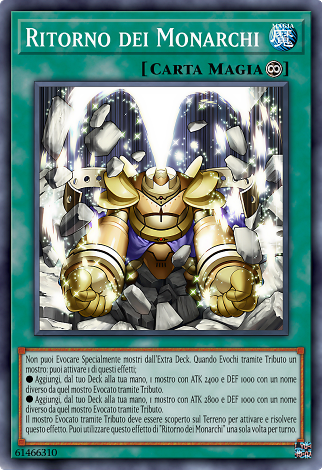 Ritorno dei Monarchi
MAGIA
[Carta Magia]
Non puoi Evocare Specialmente mostri dall'Extra Deck. Quando Evochi tramite Tributo un
mostro: puoi attivare 1 di questi effetti;
● Aggiungi, dal tuo Deck alla tua mano, 1 mostro con ATK 2400 e DEF 1000 con un nome
diverso da quel mostro Evocato tramite Tributo.
● Aggiungi, dal tuo Deck alla tua mano, 1 mostro con ATK 2800 e DEF 1000 con un nome
diverso da quel mostro Evocato tramite Tributo.
Il mostro Evocato tramite Tributo deve essere scoperto sul Terreno per attivare e risolvere
questo effetto. Puoi utilizzare questo effetto di "Ritorno dei Monarchi" una sola volta per turno.
61466310